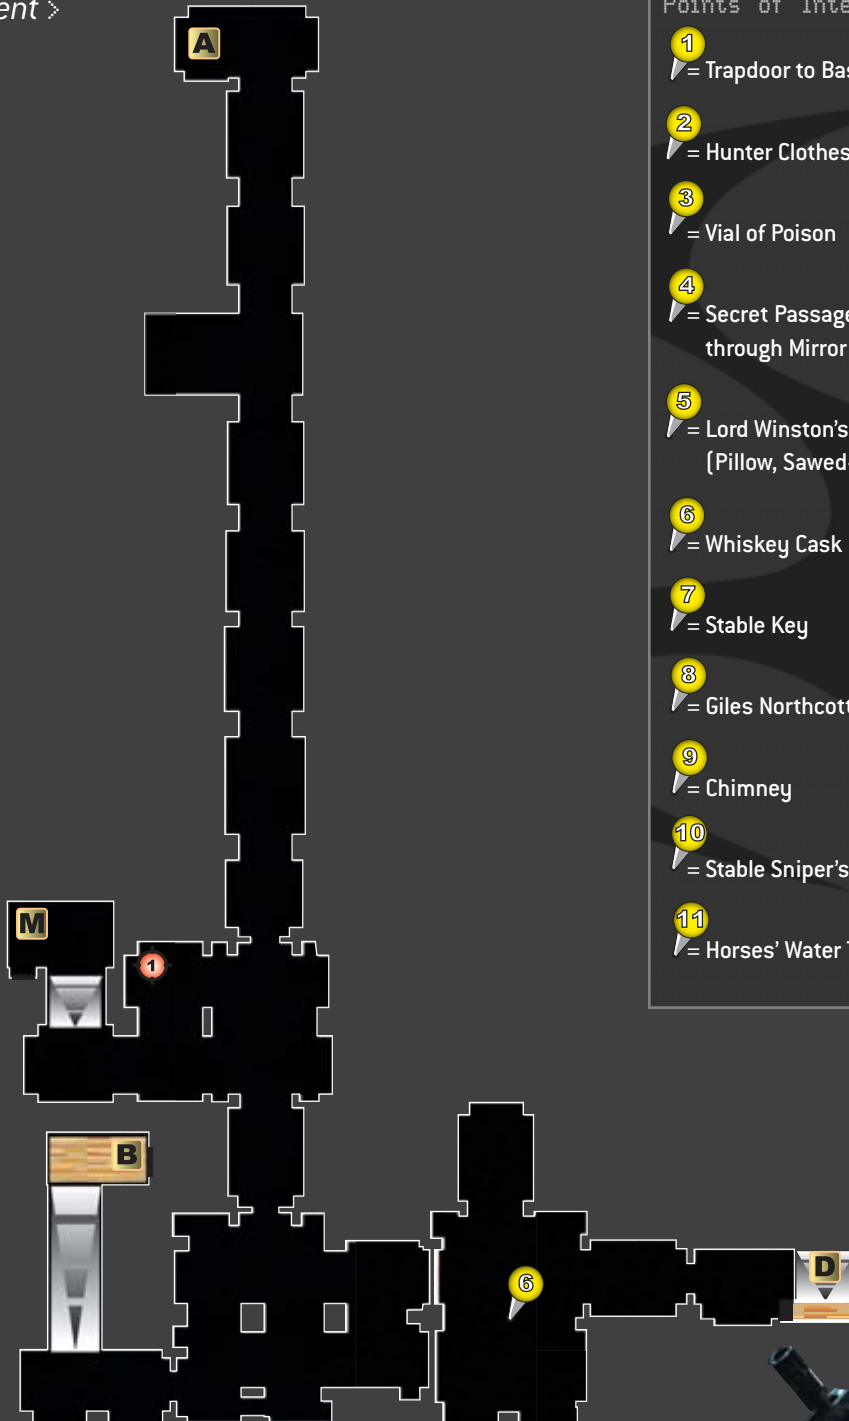 ent >
Points of Inte
A
1
= Trapdoor to Bas
2
= Hunter Clothes
3
= Vial of Poison
4
= Secret Passage
through Mirror
5
= Lord Winston's
(Pillow, Sawed-
6
= Whiskey Cask
7
= Stable Key
8
= Giles Northcott
9
= Chimney
10
= Stable Sniper's
11
= Horses' Water T
M
1
B
6
D